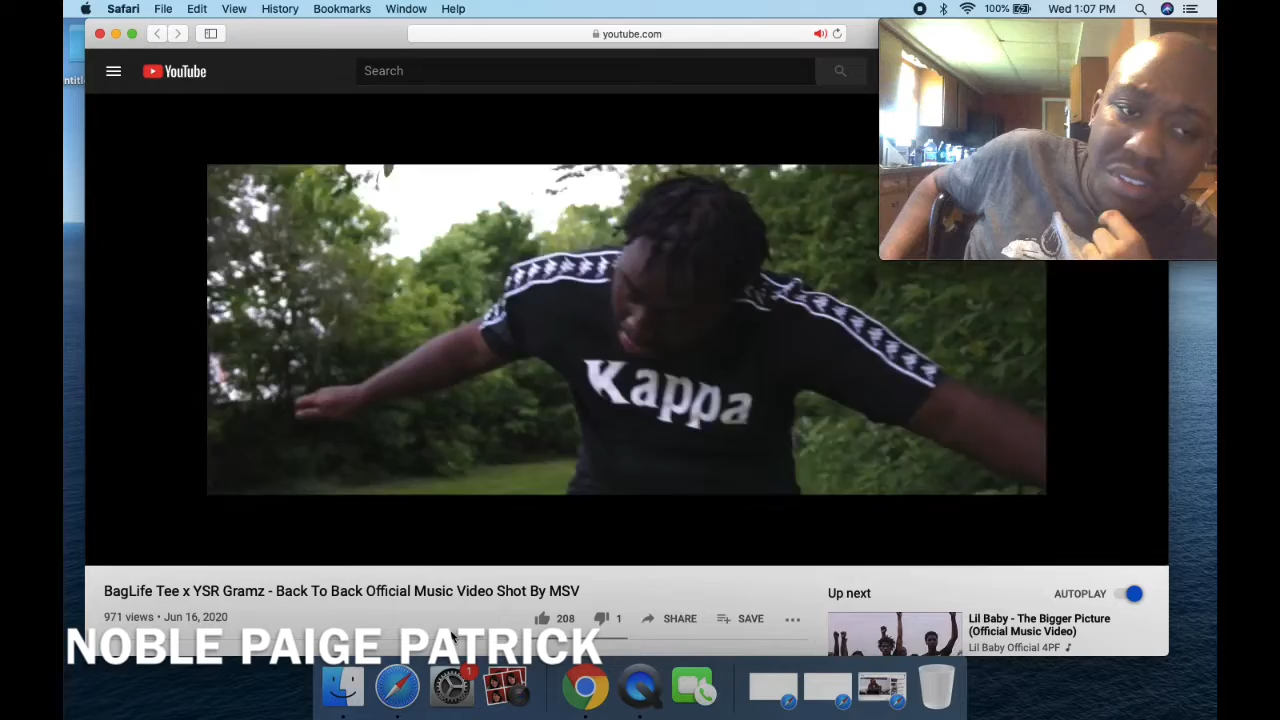 Safari File Edit View History Bookmarks Window Help 100% Wed 1:07 PM
youtube.com
YouTube
Search
Kappa
BagLife Tee x YSR Gramz - Back To Back Official Music Video Shot By MSV
971 views • Jun 16, 2020
208 1 SHARE SAVE
Up next
AUTOPLAY
Lil Baby - The Bigger Picture
(Official Music Video)
Lil Baby Official 4PF
NOBLE PAIGE PATRICK
1